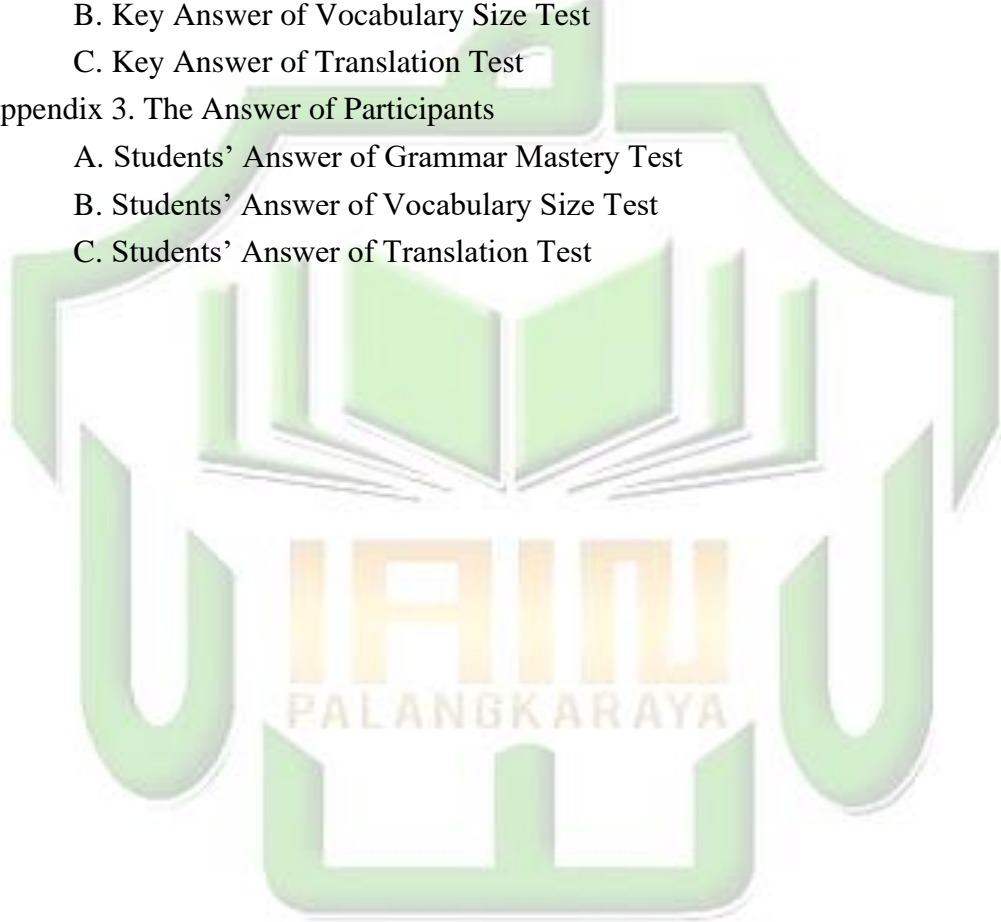 B. Key Answer of Vocabulary Size Test
C. Key Answer of Translation Test
ppendix 3. The Answer of Participants
A. Students’ Answer of Grammar Mastery Test
B. Students’ Answer of Vocabulary Size Test
C. Students’ Answer of Translation Test
IAIN
PALANGKARAYA